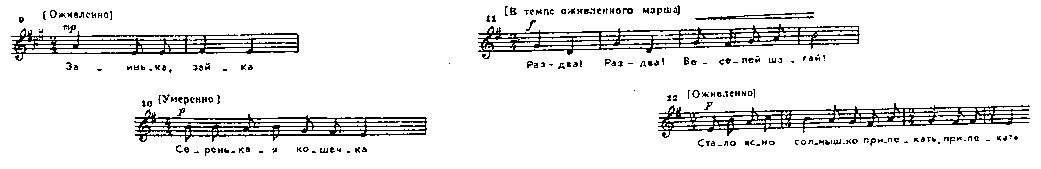 9 [Оживленно]
mp
За - инь-ка, зай - ка
11 [В темпе оживленного марша]
f
Раз-два! Раз-два! Ве-се-лей ша-гай!
10 [Умеренно]
p
Се-рень-ка-я ко-шеч-ка
12 [Оживленно]
p
Ста-ло яс-но сол-ныш-ко при-пе-кать, при-пе-кать